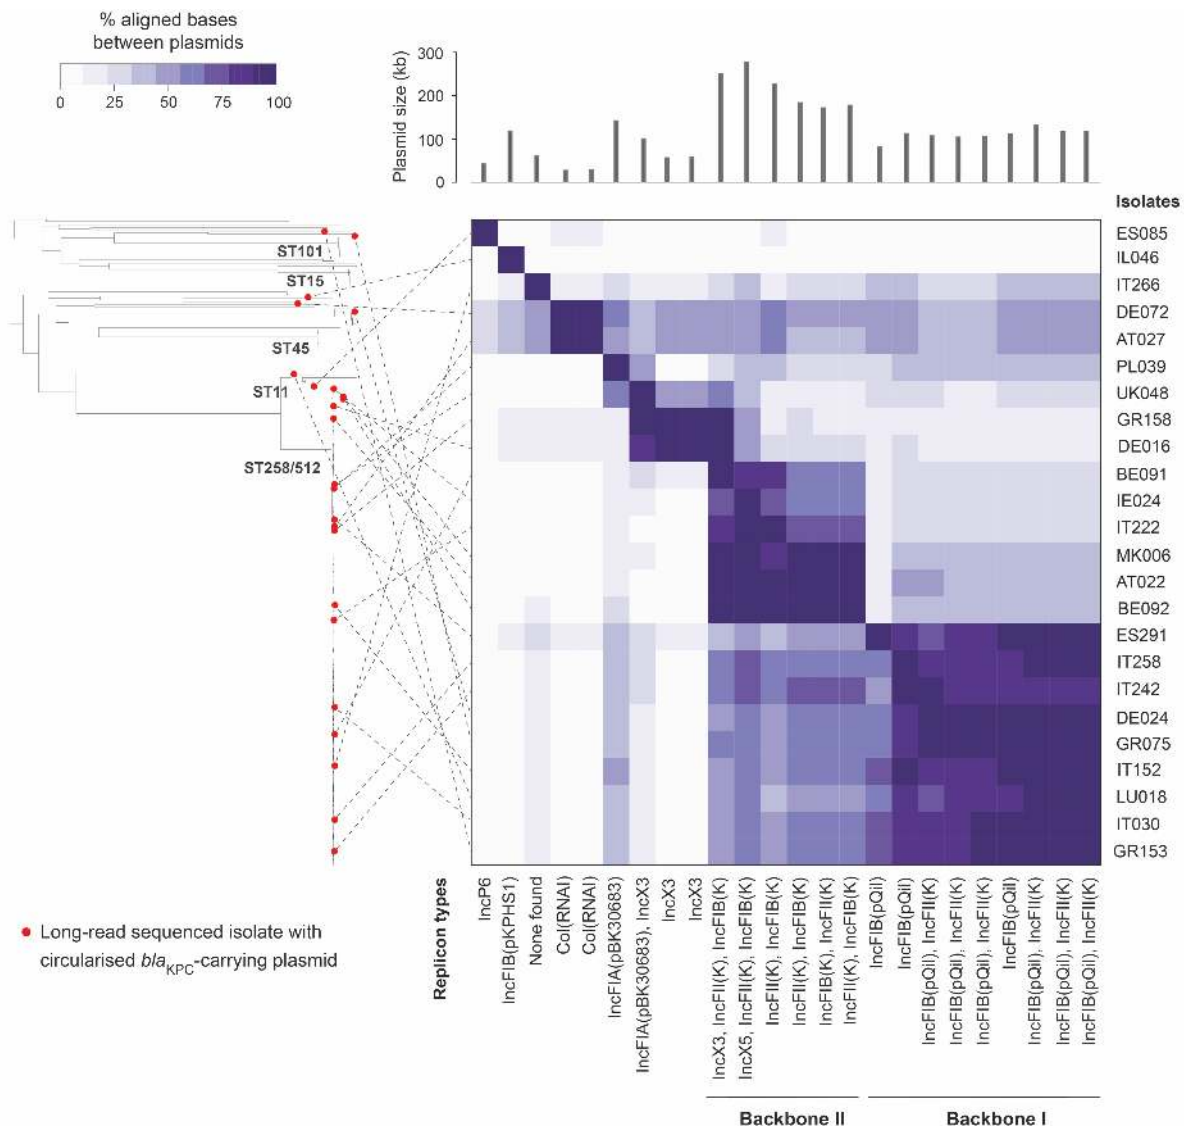 % aligned bases
between plasmids
0 25 50 75 100
Plasmid size (kb)
300
200
100
0
Isolates
ES085
IL046
IT266
DE072
AT027
PL039
UK048
GR158
DE016
BE091
IE024
IT222
MK006
AT022
BE092
ES291
IT258
IT242
DE024
GR075
IT152
LU018
IT030
GR153
ST101
ST15
ST45
ST11
ST258/512
Long-read sequenced isolate with
circularised blaKPC-carrying plasmid
Replicon types
IncP6
IncFIB(pKPHS1)
None found
Col(RNAI)
Col(RNAI)
IncFIA(pBK30683)
IncFIA(pBK30683), IncX3
IncX3
IncX3
IncX3, IncFII(K), IncFIB(K)
IncX5, IncFII(K), IncFIB(K)
IncFII(K), IncFIB(K)
IncFII(K), IncFIB(K)
IncFIB(K), IncFII(K)
IncFII(K), IncFIB(K)
IncFIB(pQil)
IncFIB(pQil)
IncFIB(pQil), IncFII(K)
IncFIB(pQil), IncFII(K)
IncFIB(pQil), IncFII(K)
IncFIB(pQil)
IncFIB(pQil), IncFII(K)
IncFIB(pQil), IncFII(K)
IncFIB(pQil), IncFII(K)
Backbone II
Backbone I